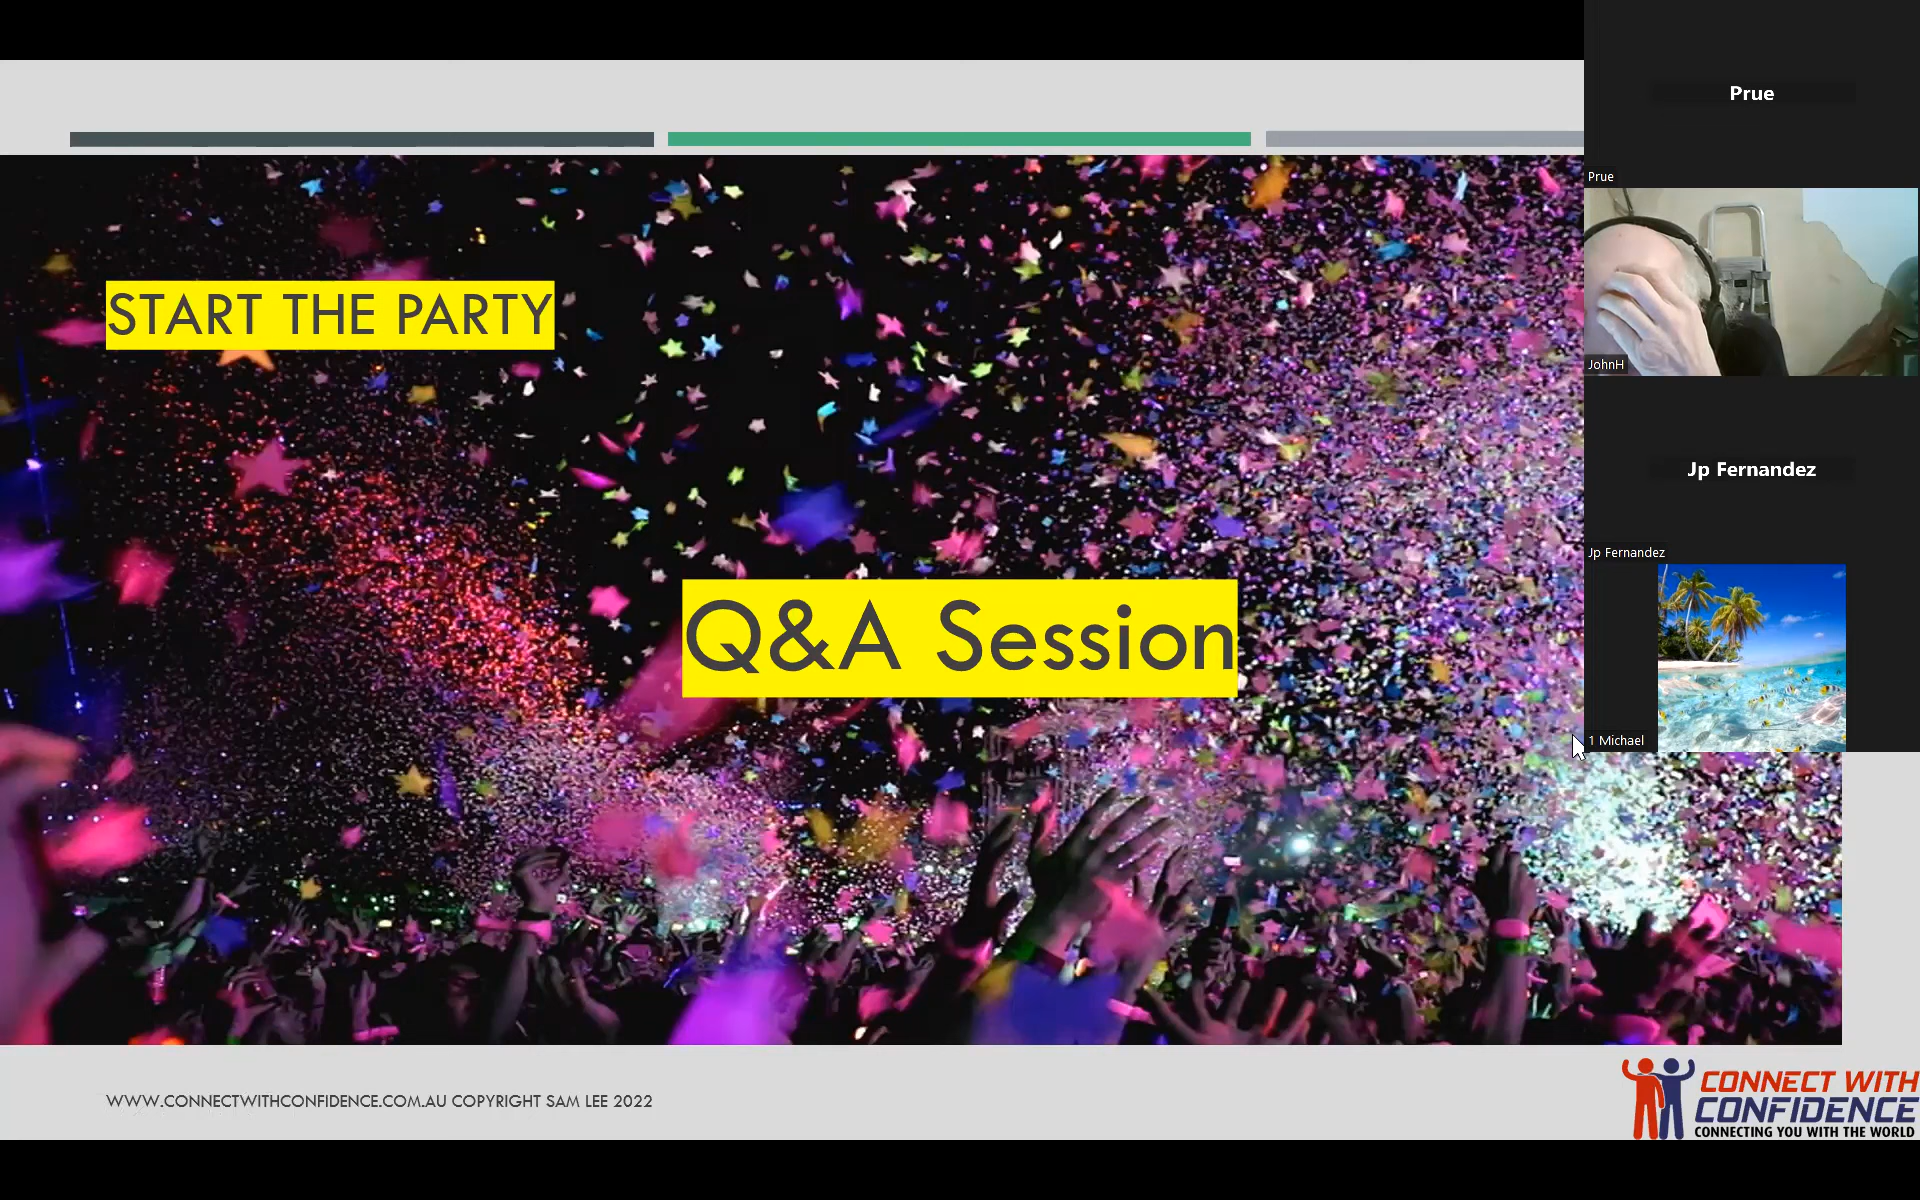 Prue
Prue
START THE PARTY
JohnH
Jp Fernandez
Jp Fernandez
Q&A Session
1 Michael
WWW.CONNECTWITHCONFIDENCE.COM.AU COPYRIGHT SAM LEE 2022
CONNECT WITH
CONFIDENCE
CONNECTING YOU WITH THE WORLD